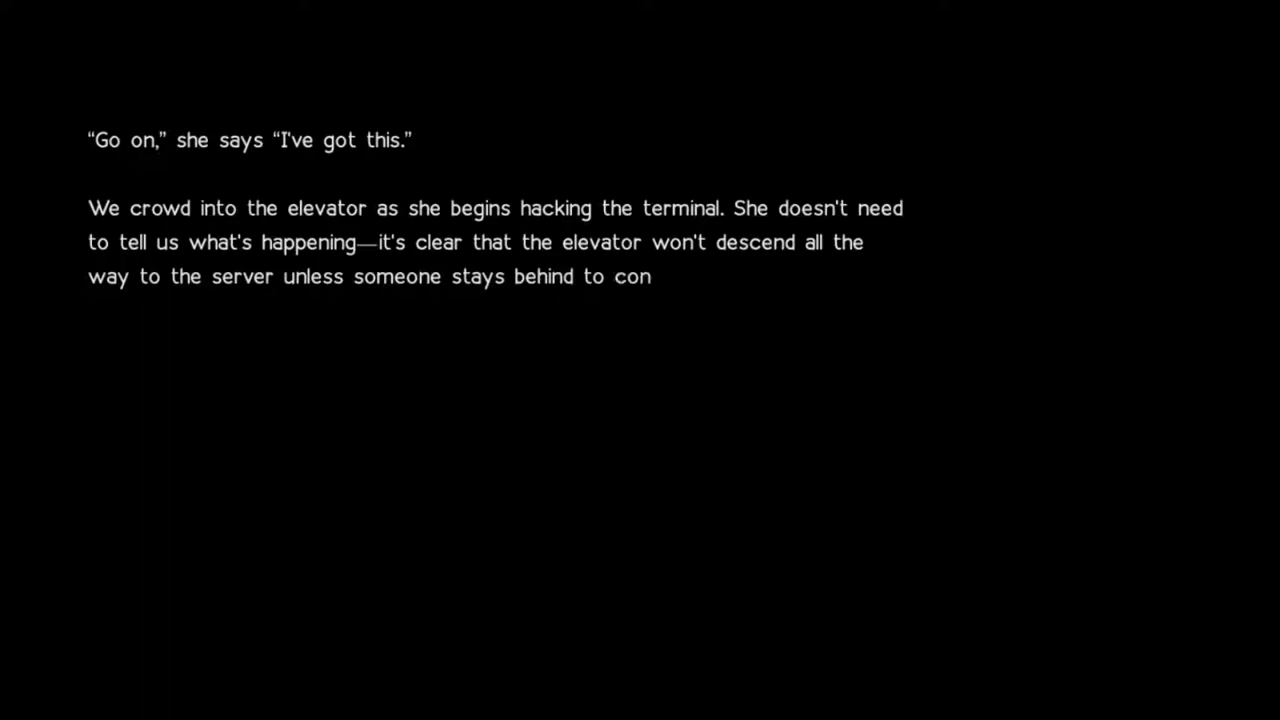 “Go on,” she says “I've got this.”
We crowd into the elevator as she begins hacking the terminal. She doesn't need
to tell us what's happening—it's clear that the elevator won't descend all the
way to the server unless someone stays behind to con